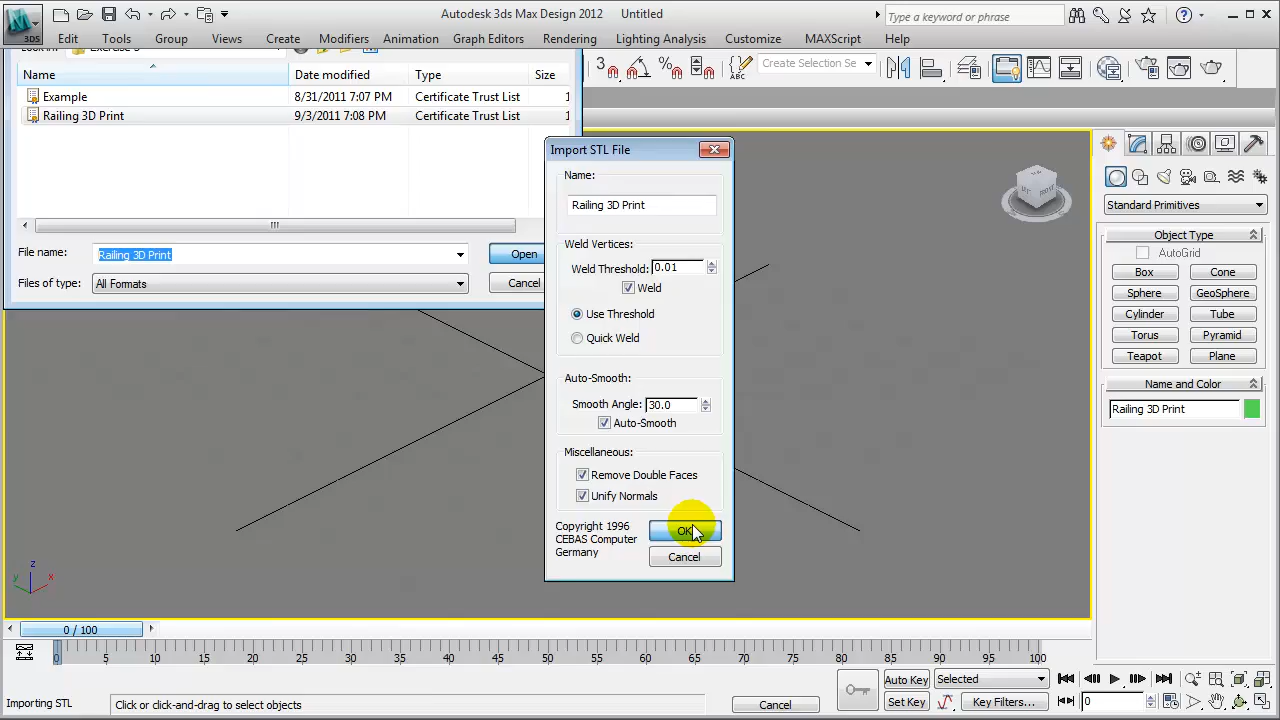 Autodesk 3ds Max Design 2012 Untitled
Type a keyword or phrase
3DS
Edit Tools Group Views Create Modifiers Animation Graph Editors Rendering Lighting Analysis Customize MAXScript Help
3 Create Selection Se
Name Date modified Type Size
Example 8/31/2011 7:07 PM Certificate Trust List 1
Railing 3D Print 9/3/2011 7:08 PM Certificate Trust List 1
File name: Railing 3D Print Open
Files of type: All Formats Cancel
Import STL File
Name:
Railing 3D Print
Weld Vertices:
Weld Threshold: 0.01
Weld
Use Threshold
Quick Weld
Auto-Smooth:
Smooth Angle: 30.0
Auto-Smooth
Miscellaneous:
Remove Double Faces
Unify Normals
Copyright 1996
CEBAS Computer
Germany
OK
Cancel
Standard Primitives
Object Type
AutoGrid
Box Cone
Sphere GeoSphere
Cylinder Tube
Torus Pyramid
Teapot Plane
Name and Color
Railing 3D Print
z
y x
0 / 100
0 5 10 15 20 25 30 35 40 45 50 55 60 65 70 75 80 85 90 95 100
Auto Key Selected
Importing STL Click or click-and-drag to select objects Cancel Set Key Key Filters... 0